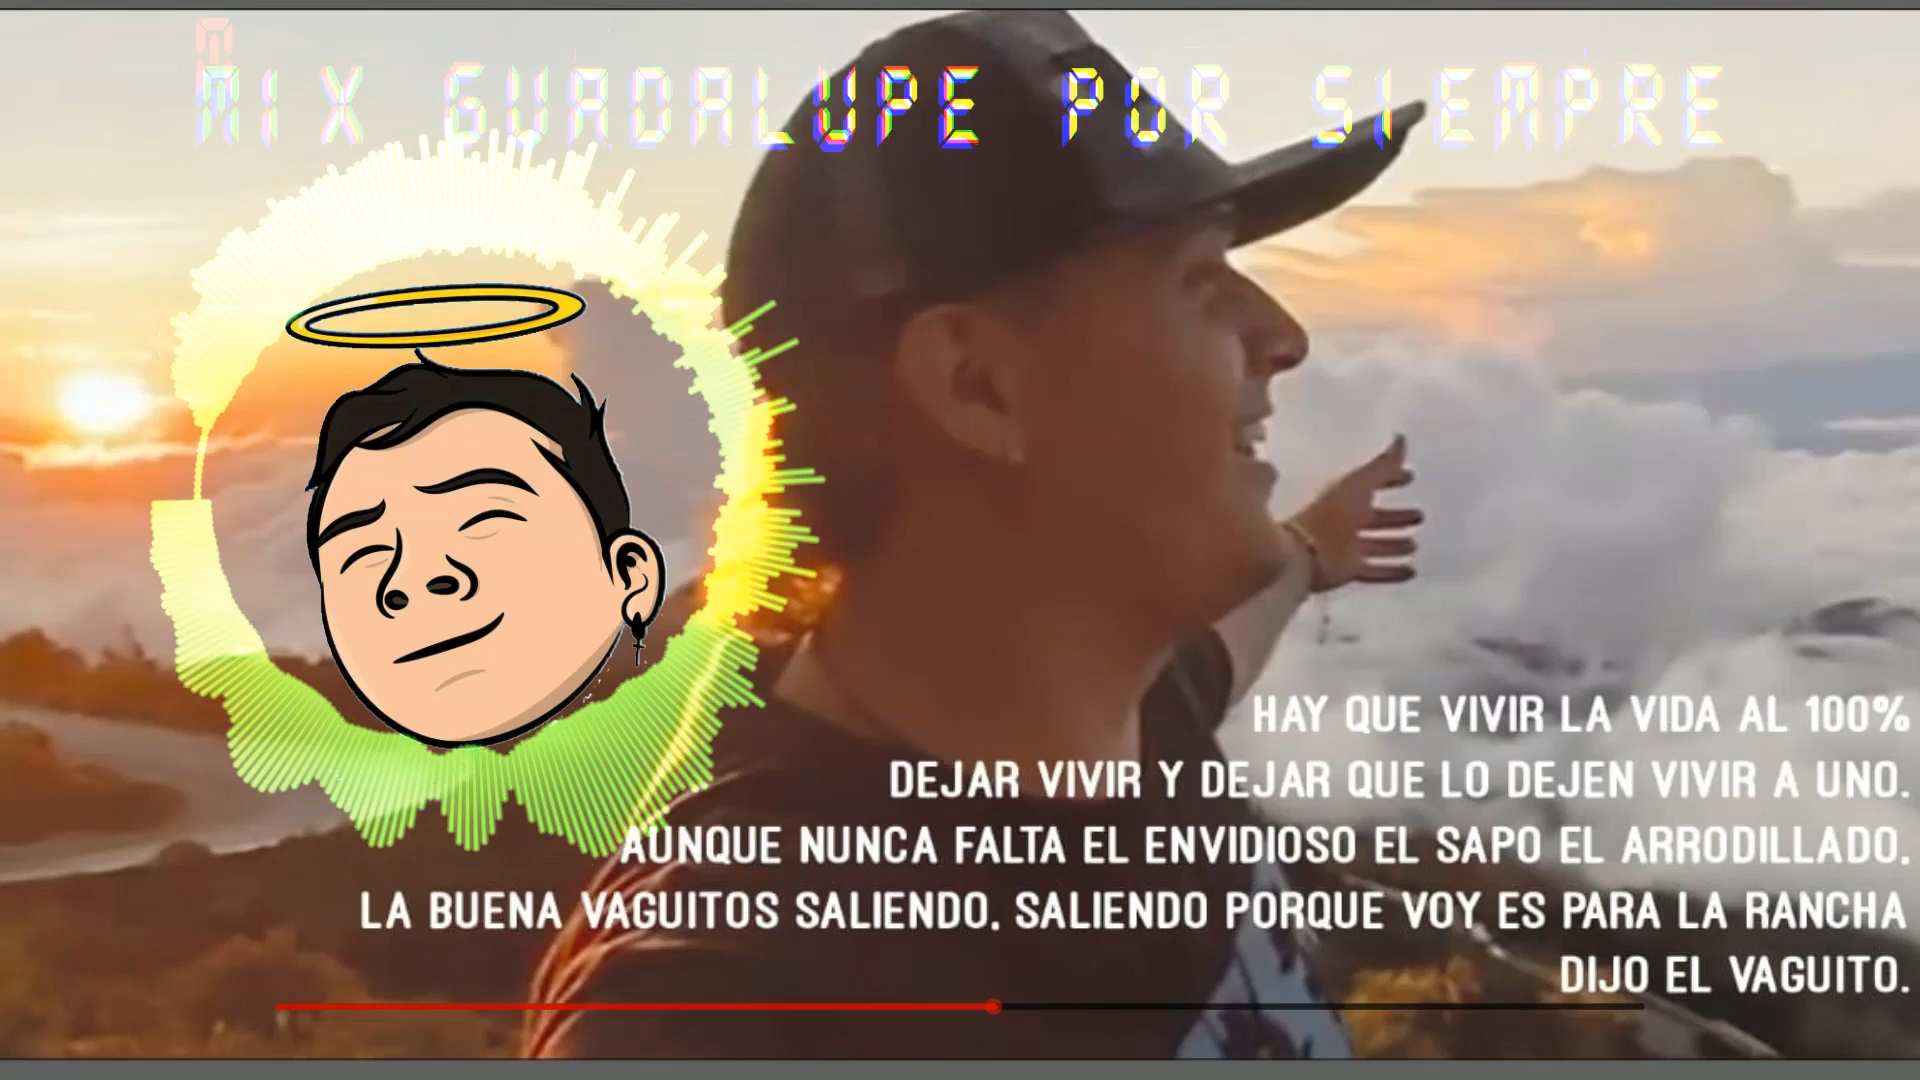 MIX GUADALUPE POR SIEMPRE
HAY QUE VIVIR LA VIDA AL 100%
DEJAR VIVIR Y DEJAR QUE LO DEJEN VIVIR A UNO.
AUNQUE NUNCA FALTA EL ENVIDIOSO EL SAPO EL ARRODILLADO.
LA BUENA VAGUITOS SALIENDO. SALIENDO PORQUE VOY ES PARA LA RANCHA
DIJO EL VAGUITO.